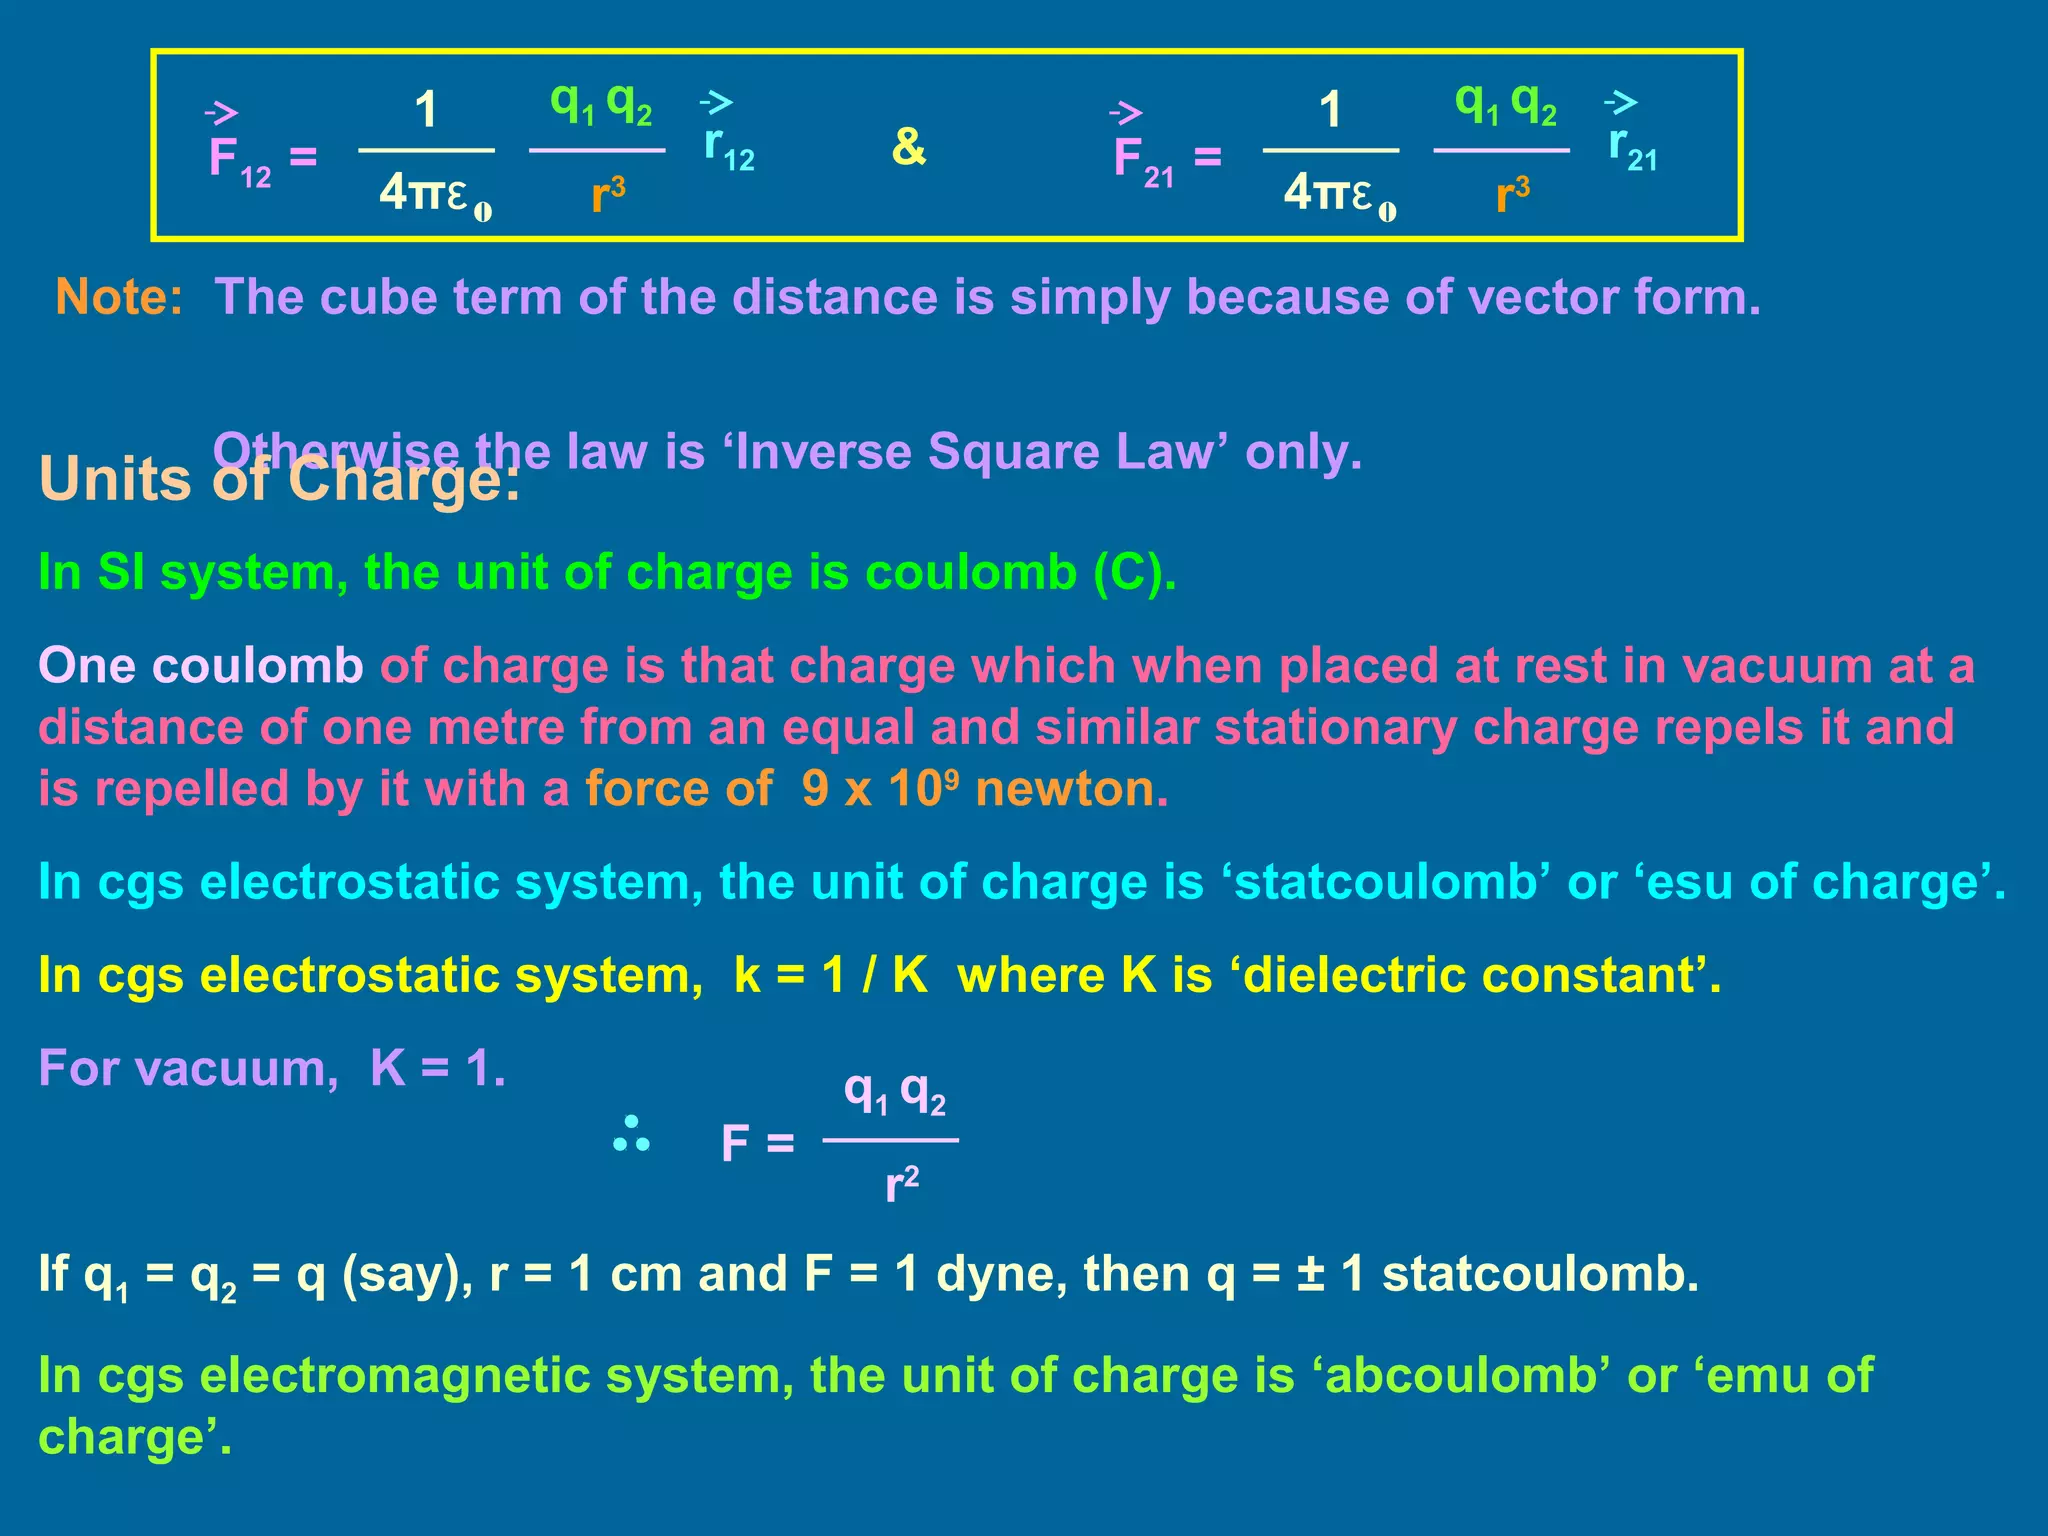 F⃗₁₂ = 1/4πε₀ q₁ q₂/r³ r⃗₁₂ & F⃗₂₁ = 1/4πε₀ q₁ q₂/r³ r⃗₂₁
Note: The cube term of the distance is simply because of vector form.
Otherwise the law is ‘Inverse Square Law’ only.
Units of Charge:
In SI system, the unit of charge is coulomb (C).
One coulomb of charge is that charge which when placed at rest in vacuum at a
distance of one metre from an equal and similar stationary charge repels it and
is repelled by it with a force of 9 x 10⁹ newton.
In cgs electrostatic system, the unit of charge is ‘statcoulomb’ or ‘esu of charge’.
In cgs electrostatic system, k = 1 / K where K is ‘dielectric constant’.
For vacuum, K = 1.
∴ F = q₁ q₂/r²
If q₁ = q₂ = q (say), r = 1 cm and F = 1 dyne, then q = ± 1 statcoulomb.
In cgs electromagnetic system, the unit of charge is ‘abcoulomb’ or ‘emu of
charge’.